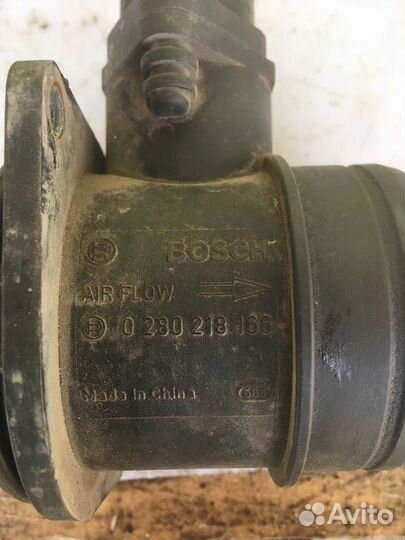 BOSCH
AIR FLOW
0 280 218 166
Made in China
Avito